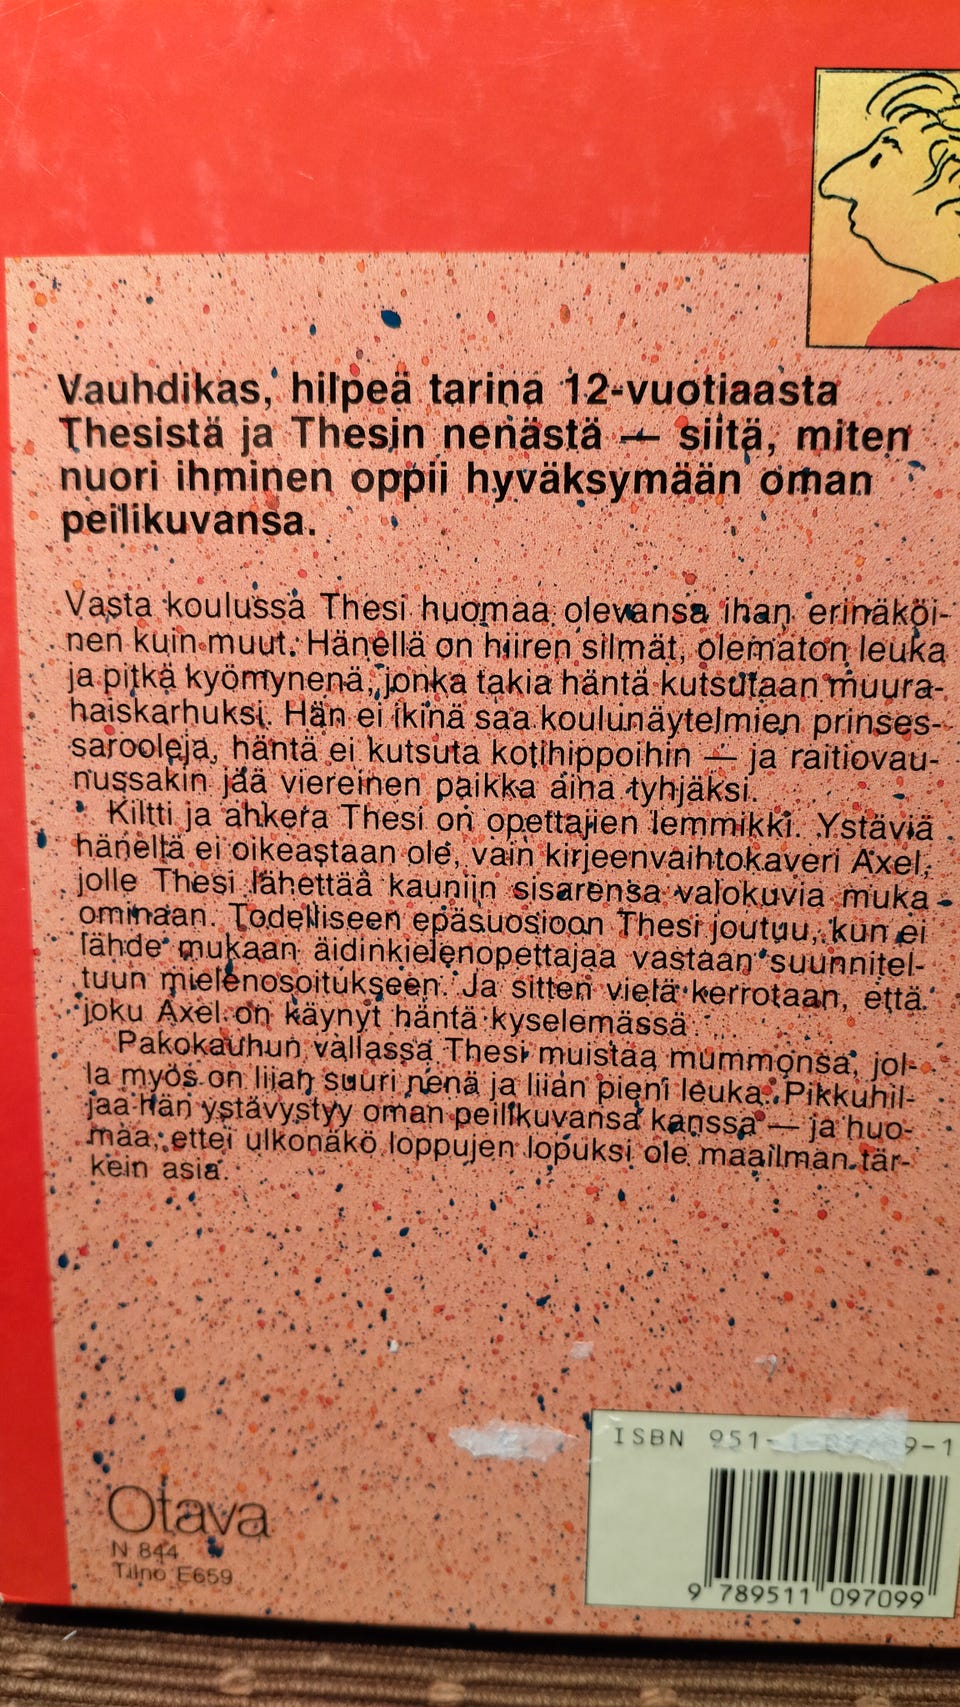 Vauhdikas, hilpeä tarina 12-vuotiaasta
Thesistä ja Thesin nenästä — siitä, miten
nuori ihminen oppii hyväksymään oman
peilikuvansa.
Vasta koulussa Thesi huomaa olevansa ihan erinäköi-
nen kuin muut. Hänellä on hiiren silmät, olematon leuka
ja pitkä kyömynenä, jonka takia häntä kutsutaan muura-
haiskarhuksi. Hän ei ikinä saa koulunäytelmien prinses-
sarooleja, häntä ei kutsuta kotihippoihin — ja raitiovau-
nussakin jää viereinen paikka aina tyhjäksi.
Kiltti ja ahkera Thesi on opettajien lemmikki. Ystäviä
hänellä ei oikeastaan ole, vain kirjeenvaihtokaveri Axel,
jolle Thesi lähettää kauniin sisarensa valokuvia muka
ominaan. Todelliseen epäsuosioon Thesi joutuu, kun ei
lähde mukaan äidinkielenopettajaa vastaan suunnitel-
tuun mielenosoitukseen. Ja sitten vielä kerrotaan, että
joku Axel on käynyt häntä kyselemässä . .
Pakokauhun vallassa Thesi muistaa mummonsa, jol-
la myös on liian suuri nenä ja liian pieni leuka. Pikkuhil-
jaa hän ystävystyy oman peilikuvansa kanssa — ja huo-
maa, ettei ulkonäkö loppujen lopuksi ole maailman tär-
kein asia.
Otava
N 844
Tilno E659
ISBN 951-1-09709-1
9 789511 097099